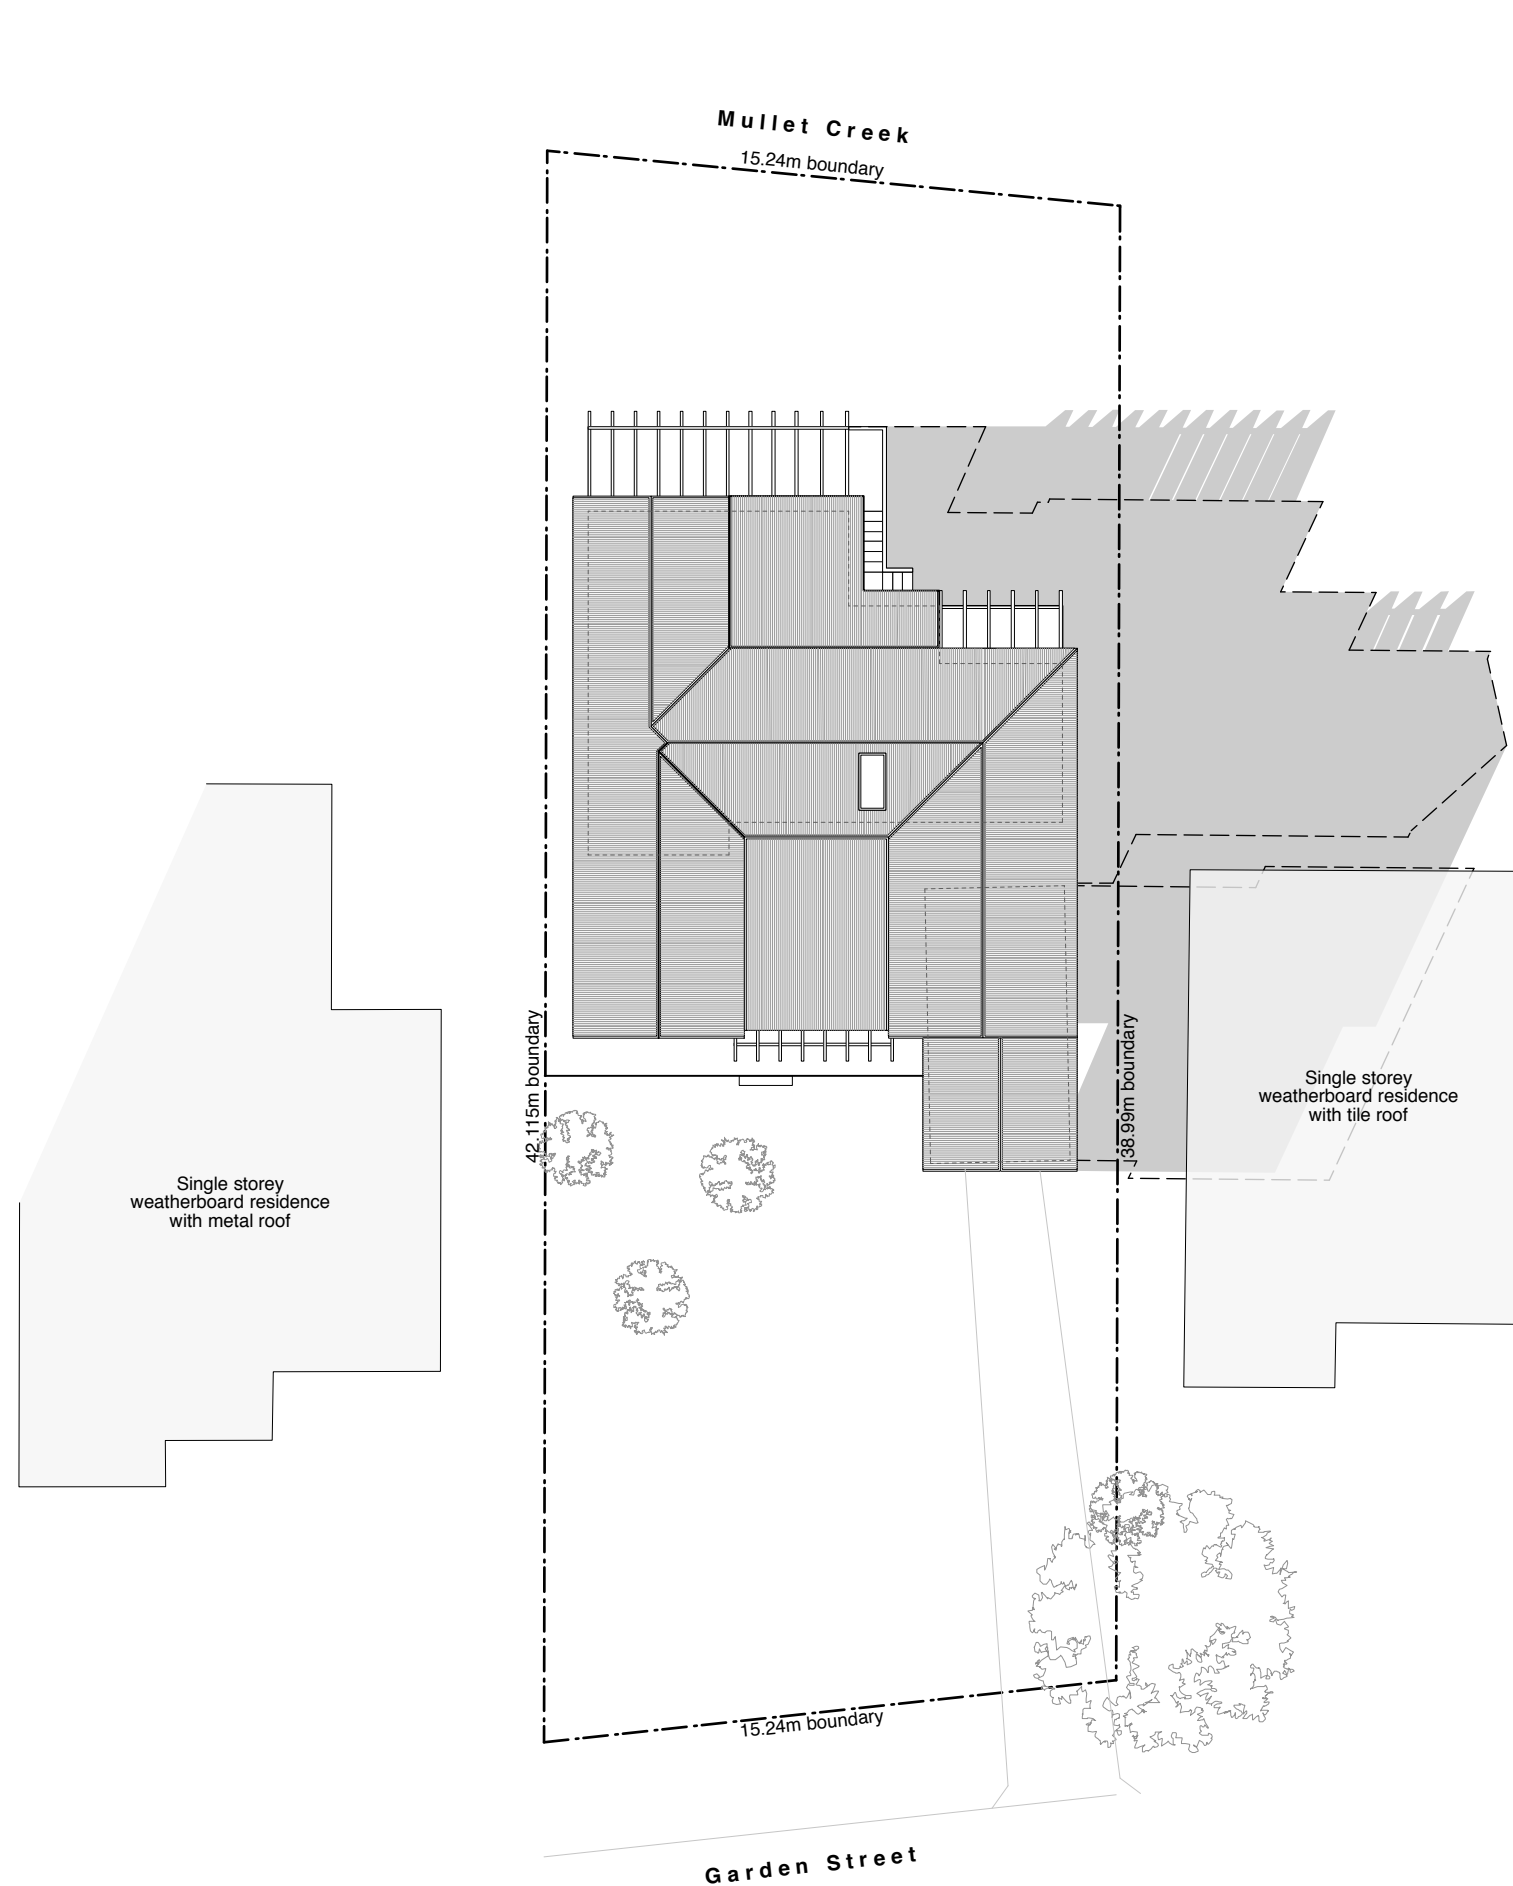 Mullet Creek
15.24m boundary
42.115m boundary
38.99m boundary
Single storey
weatherboard residence
with tile roof
Single storey
weatherboard residence
with metal roof
15.24m boundary
Garden Street